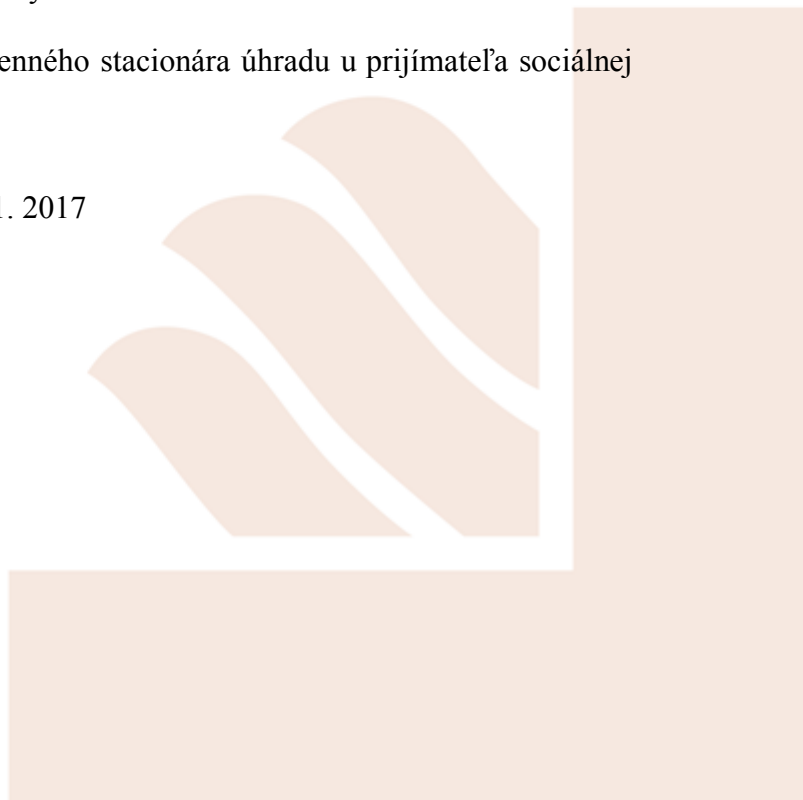 enného stacionára úhradu u prijímateľa sociálnej
. 2017